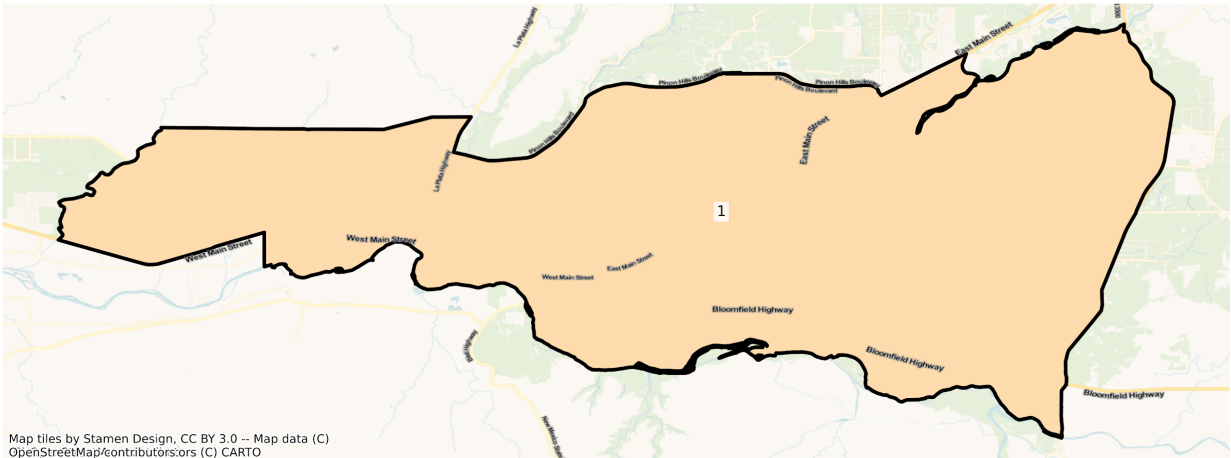 La Plata Highway
East Main Street
Pinon Hills Boulevard
Pinon Hills Boulevard
Pinon Hills Boulevard
Pinon Hills Boulevard
East Main Street
La Plata Highway
1
West Main Street
West Main Street
East Main Street
West Main Street
Bloomfield Highway
Bloomfield Highway
Bloomfield Highway
Map tiles by Stamen Design, CC BY 3.0 -- Map data (C)
OpenStreetMap contributors
(C) CARTO